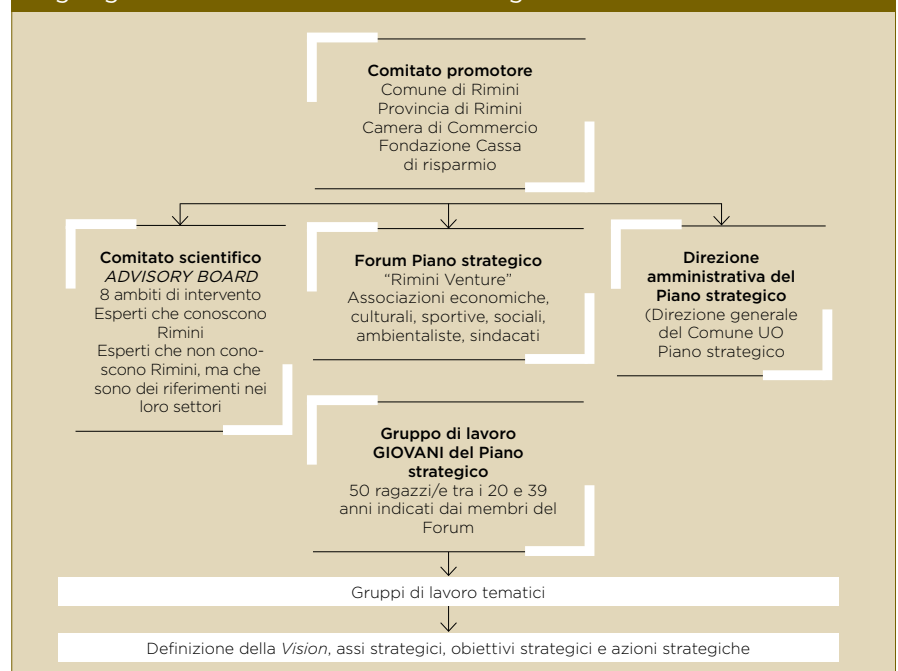 Comitato promotore
Comune di Rimini
Provincia di Rimini
Camera di Commercio
Fondazione Cassa
di risparmio
Comitato scientifico
ADVISORY BOARD
8 ambiti di intervento
Esperti che conoscono
Rimini
Esperti che non cono-
scono Rimini, ma che
sono dei riferimenti nei
loro settori
Forum Piano strategico
“Rimini Venture”
Associazioni economiche,
culturali, sportive, sociali,
ambientaliste, sindacati
Direzione
amministrativa del
Piano strategico
(Direzione generale
del Comune UO
Piano strategico
Gruppo di lavoro
GIOVANI del Piano
strategico
50 ragazzi/e tra i 20 e 39
anni indicati dai membri del
Forum
Gruppi di lavoro tematici
Definizione della Vision, assi strategici, obiettivi strategici e azioni strategiche